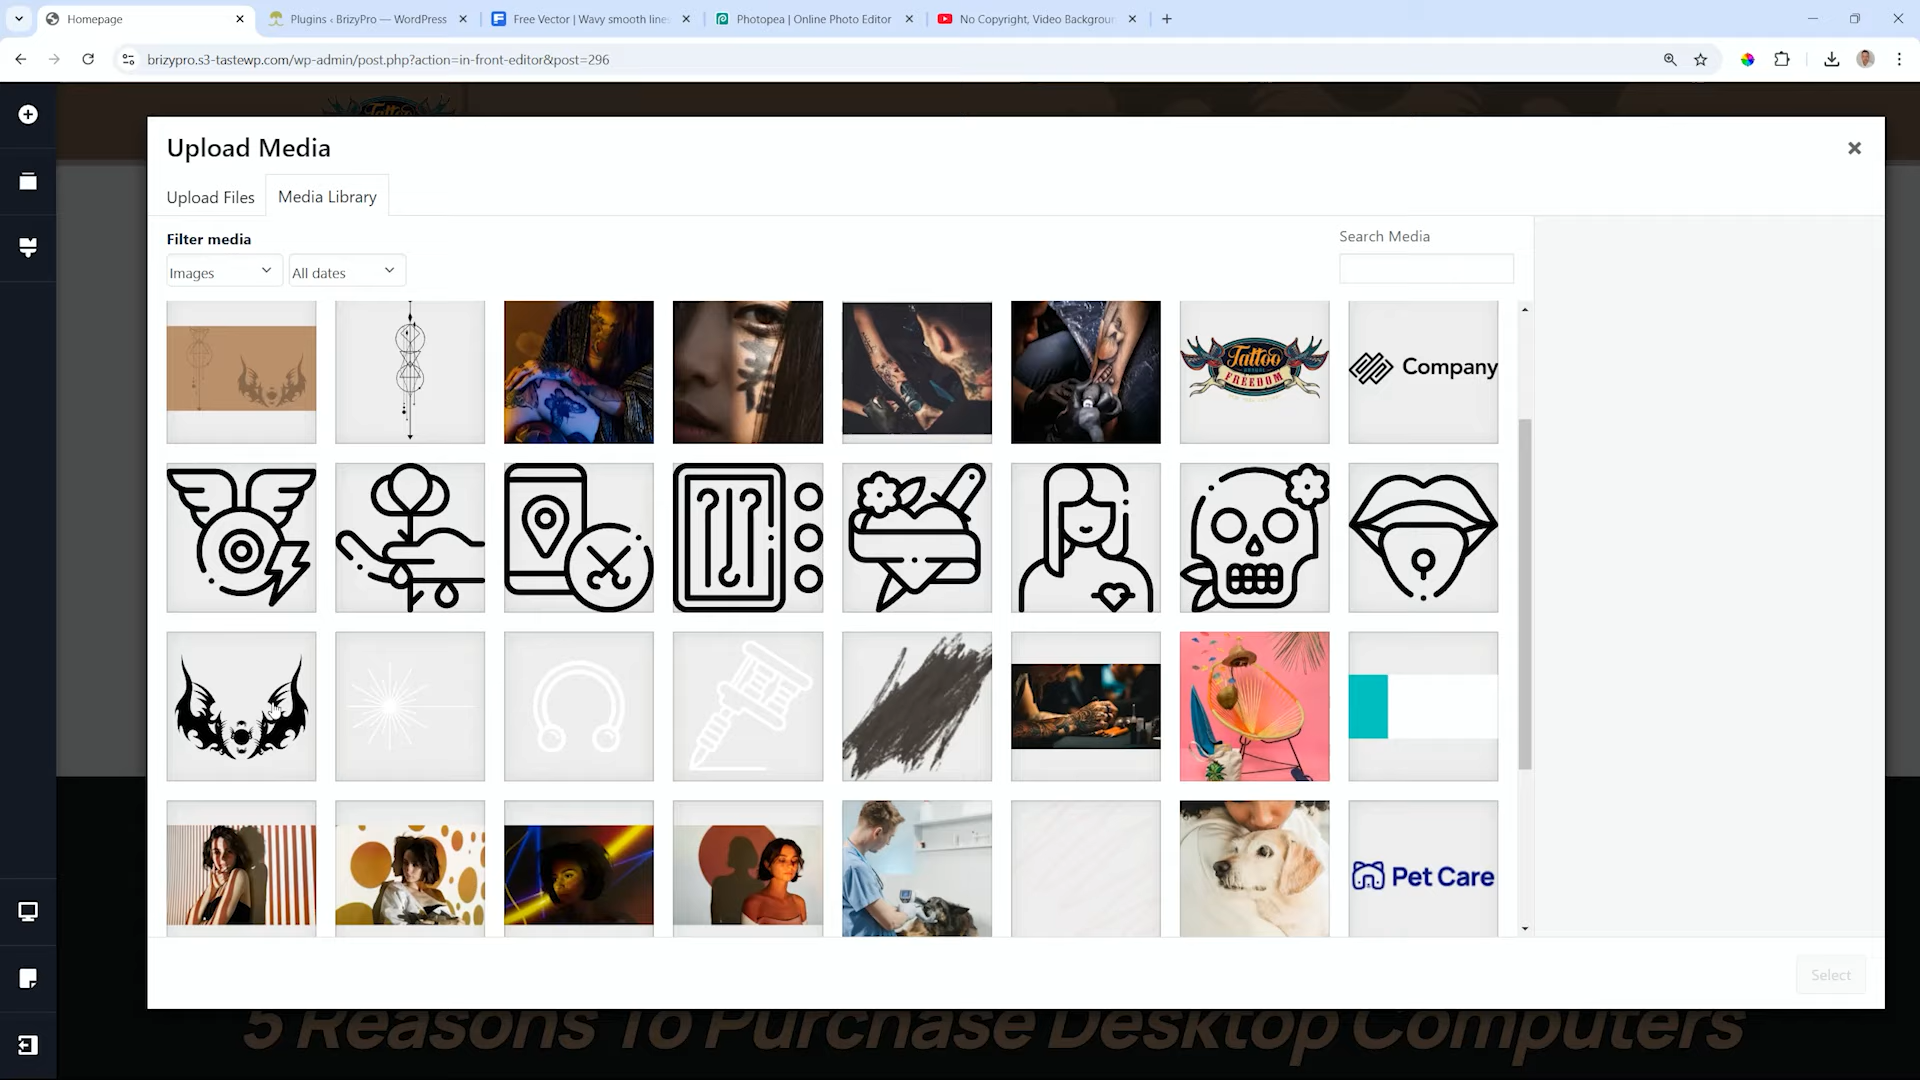 Homepage
Plugins ‹ BrizyPro — WordPress
Free Vector | Wavy smooth line
Photopea | Online Photo Editor
No Copyright, Video Backgroun
brizypro.s3-tastewp.com/wp-admin/post.php?action=in-front-editor&post=296
Upload Media
Upload Files
Media Library
Filter media
Search Media
Images
All dates
Tattoo
FREEDOM
Company
Pet Care
Select
5 Reasons To Purchase Desktop Computers